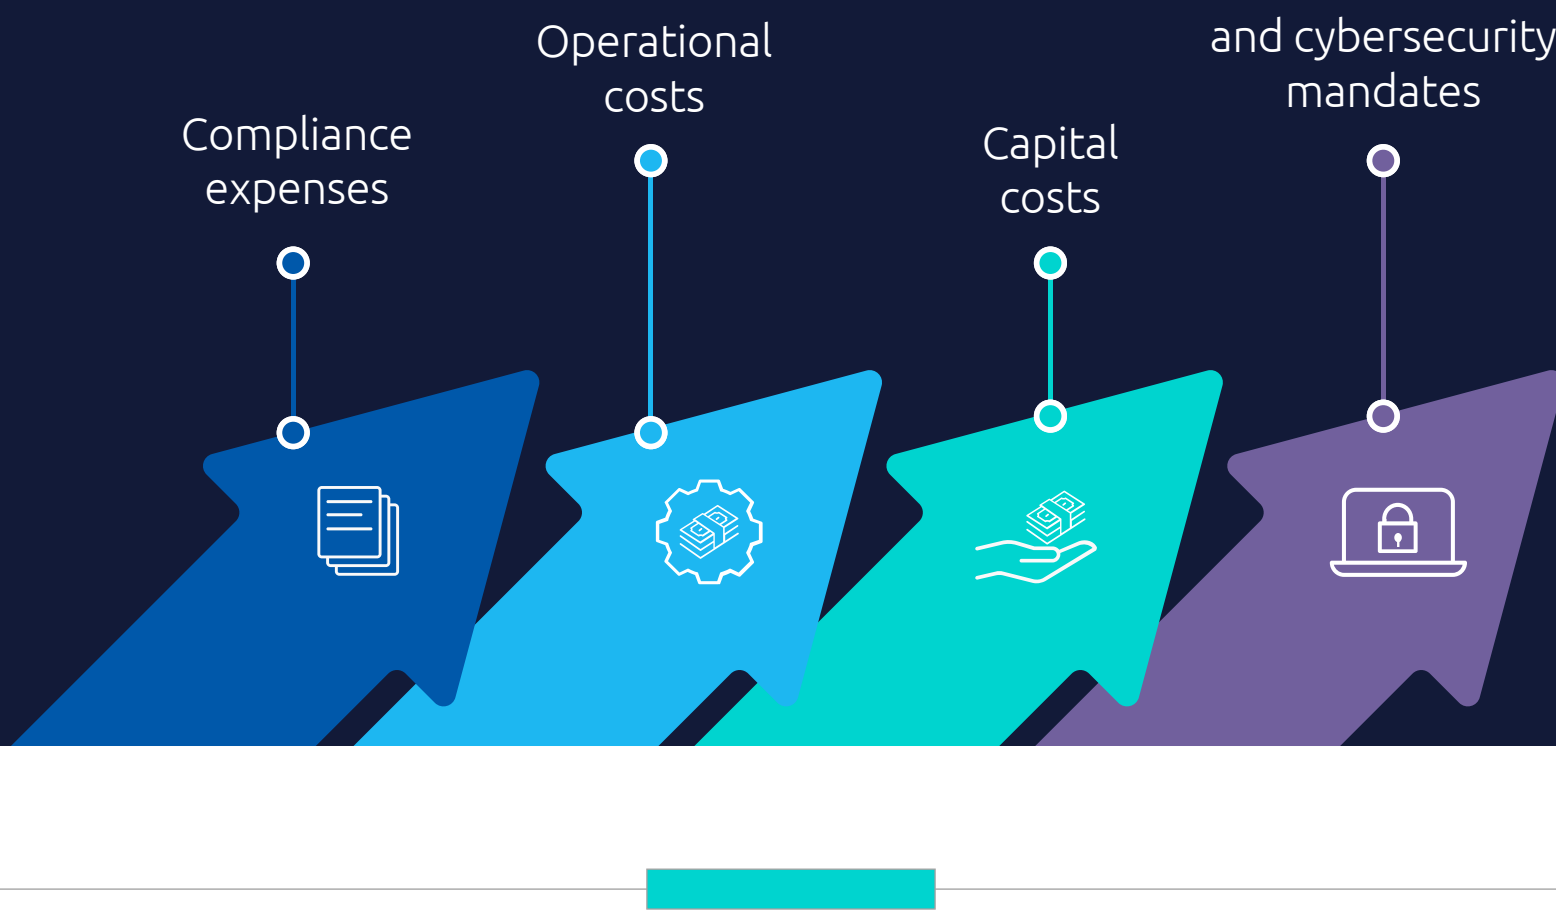 Compliance
expenses
Operational
costs
Capital
costs
and cybersecurity
mandates